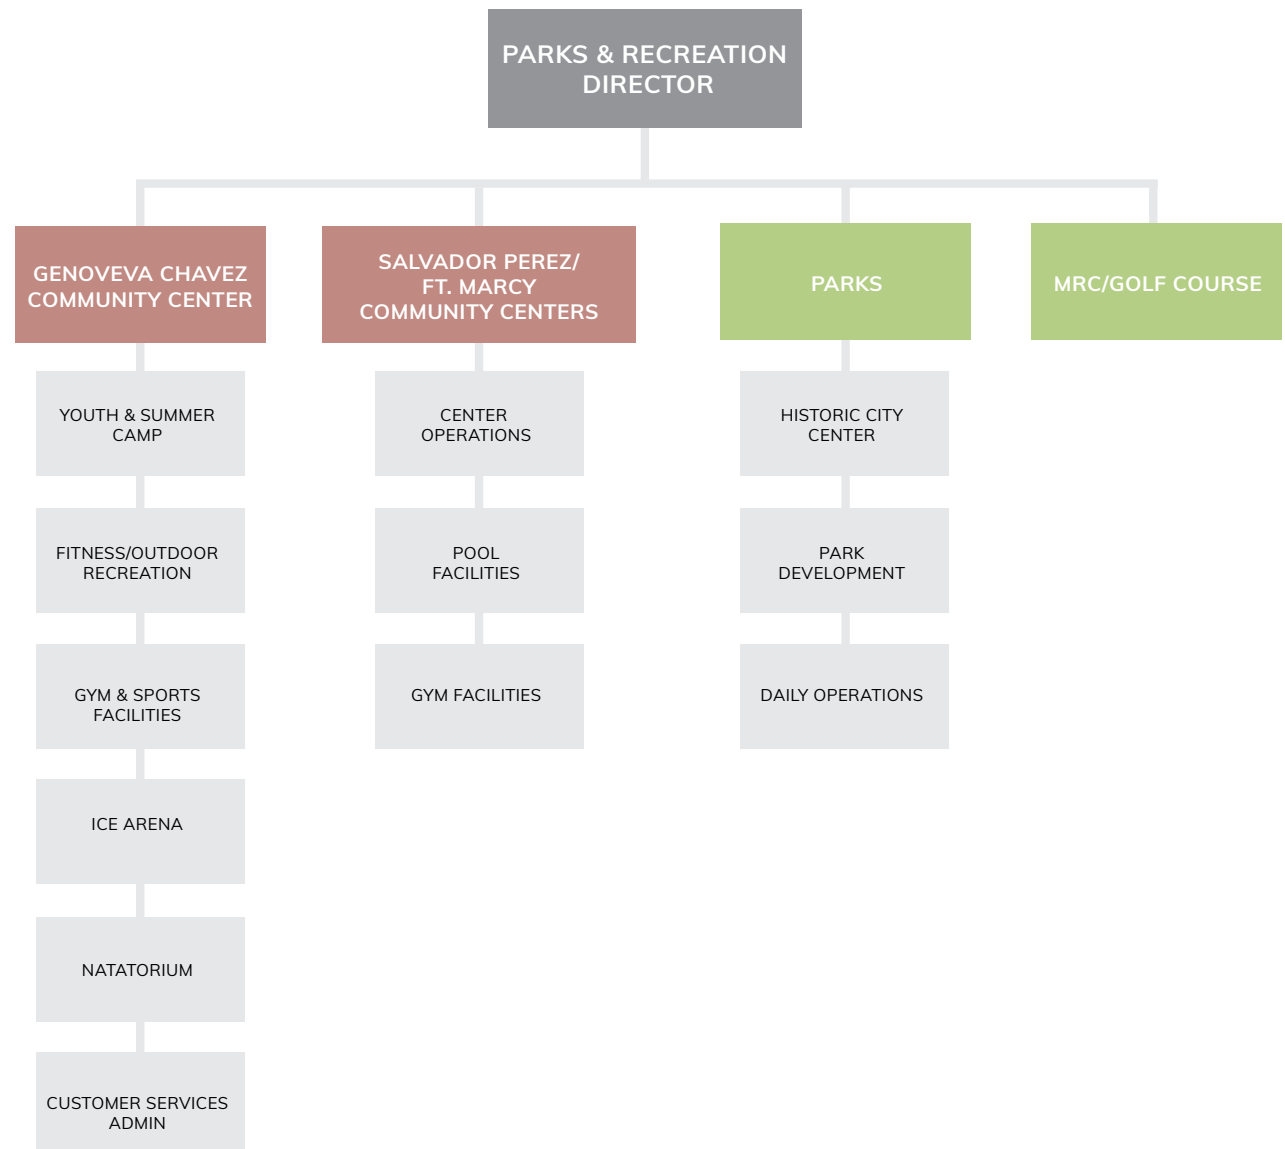 PARKS & RECREATION
DIRECTOR
GENOVEVA CHAVEZ
COMMUNITY CENTER
SALVADOR PEREZ/
FT. MARCY
COMMUNITY CENTERS
PARKS
MRC/GOLF COURSE
YOUTH & SUMMER
CAMP
CENTER
OPERATIONS
HISTORIC CITY
CENTER
FITNESS/OUTDOOR
RECREATION
POOL
FACILITIES
PARK
DEVELOPMENT
GYM & SPORTS
FACILITIES
GYM FACILITIES
DAILY OPERATIONS
ICE ARENA
NATATORIUM
CUSTOMER SERVICES
ADMIN